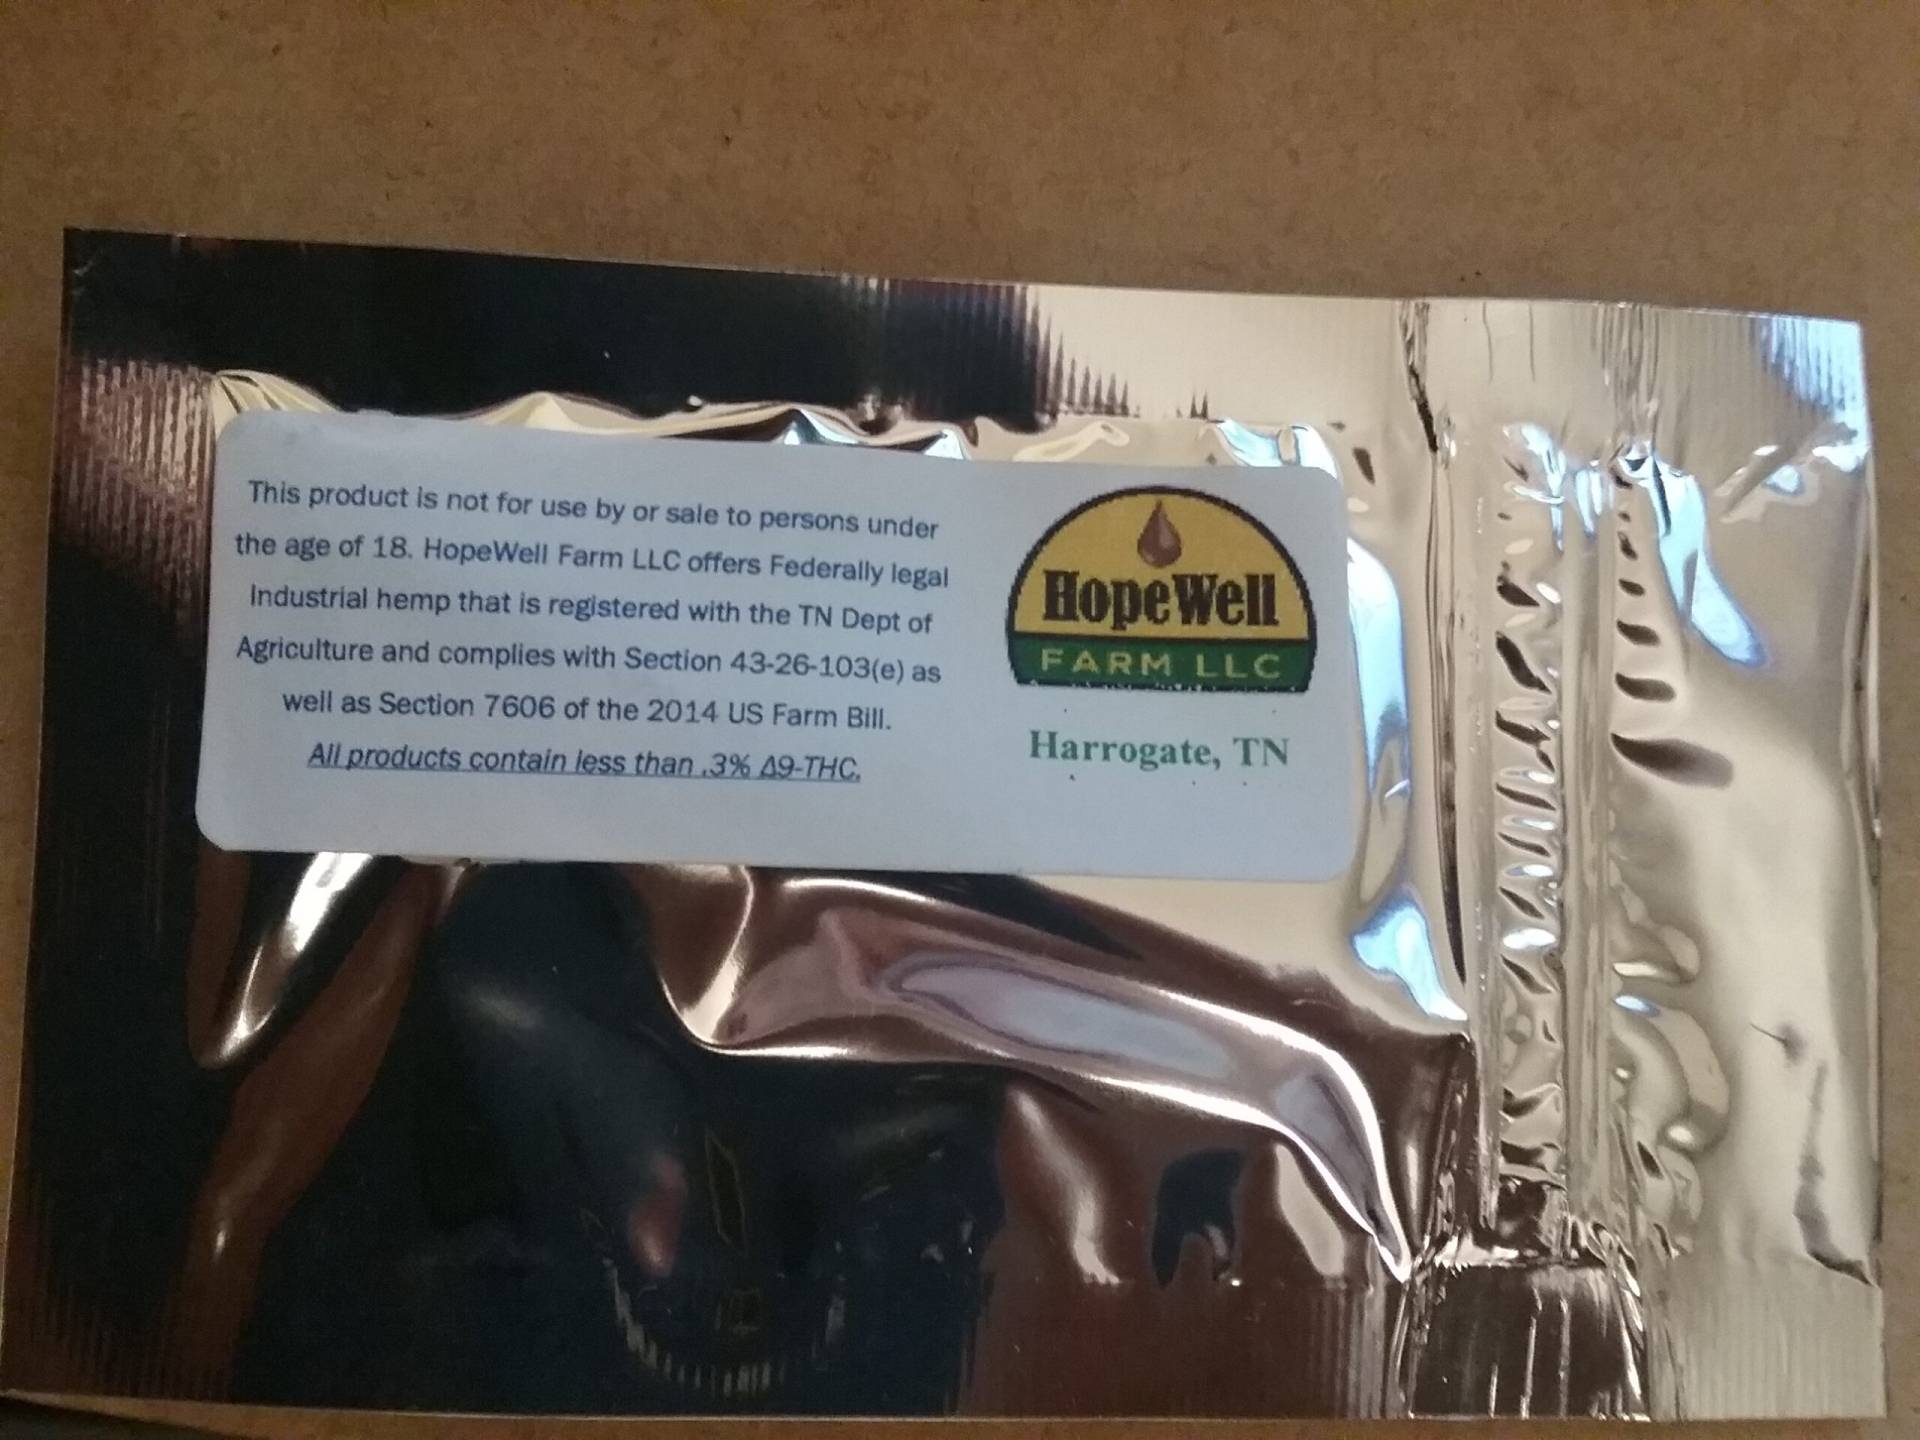 This product is not for use by or sale to persons under
the age of 18. HopeWell Farm LLC offers Federally legal
Industrial hemp that is registered with the TN Dept of
Agriculture and complies with Section 43-26-103(e) as
well as Section 7606 of the 2014 US Farm Bill.
All products contain less than .3% Δ9-THC.
HopeWell
FARM LLC
Harrogate, TN